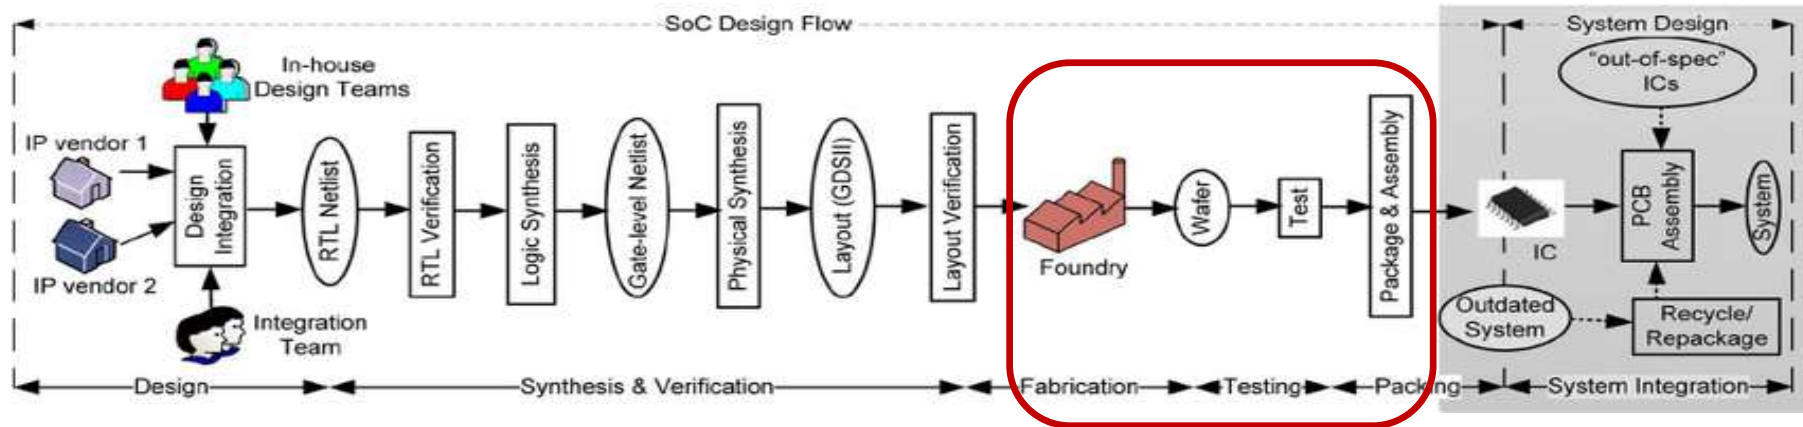 SoC Design Flow
System Design
In-house
Design Teams
IP vendor 1
IP vendor 2
Design
Integration
Integration
Team
RTL Netlist
RTL Verification
Logic Synthesis
Gate-level Netlist
Physical Synthesis
Layout (GDSII)
Layout Verification
Foundry
Wafer
Test
Package & Assembly
IC
"out-of-spec"
ICs
PCB
Assembly
System
Outdated
System
Recycle/
Repackage
Design
Synthesis & Verification
Fabrication
Testing
Packing
System Integration